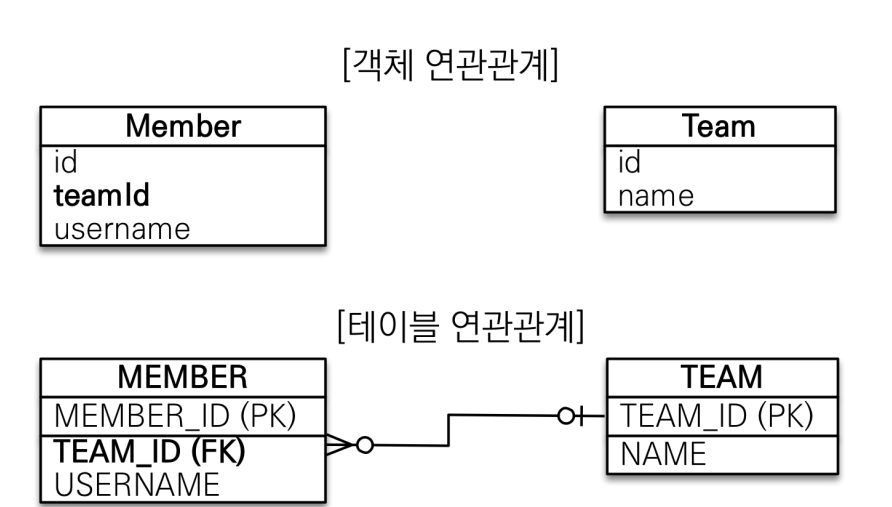 [객체 연관관계]
Member
id
teamId
username
Team
id
name
[테이블 연관관계]
MEMBER
MEMBER_ID (PK)
TEAM_ID (FK)
USERNAME
TEAM
TEAM_ID (PK)
NAME